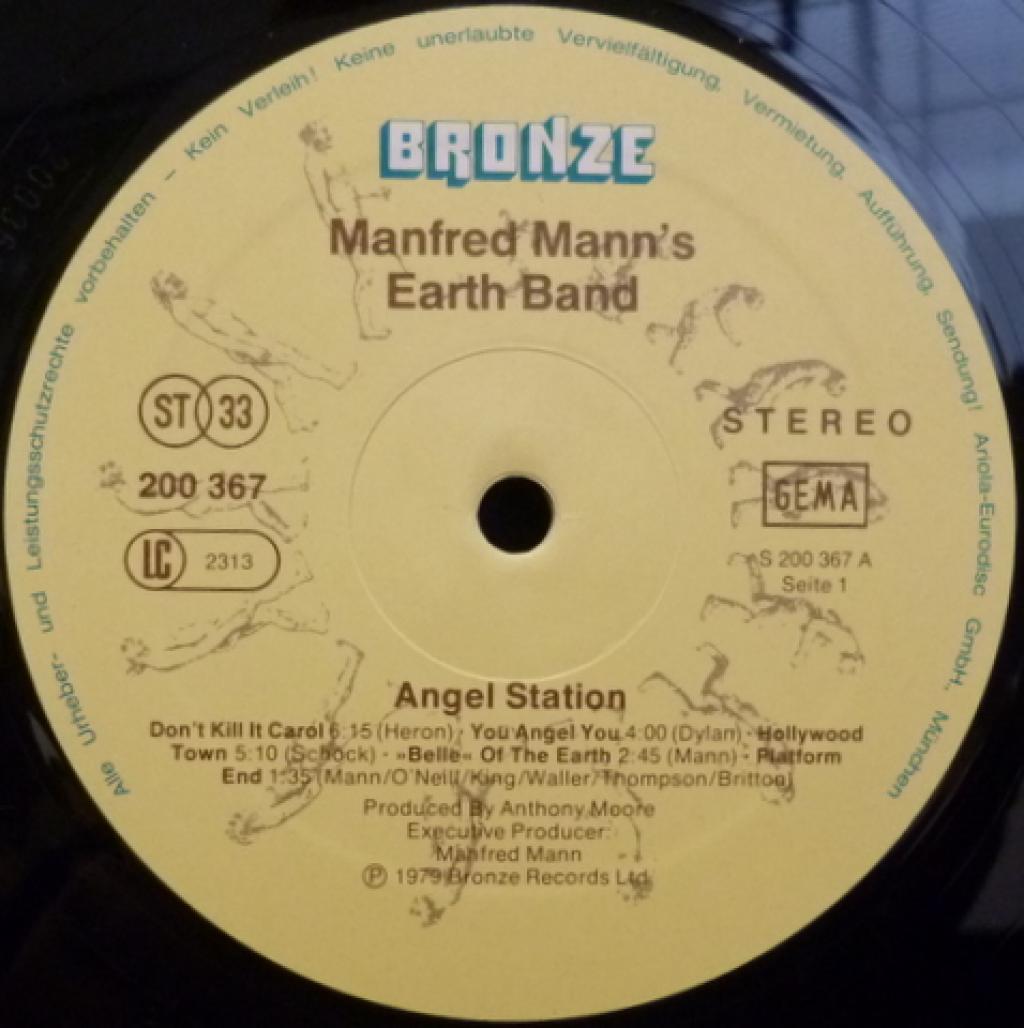 Alle Urheber- und Leistungsschutzrechte vorbehalten – Kein Verleih! Keine unerlaubte Vervielfältigung, Vermietung, Aufführung, Sendung! Ariola-Eurodisc GmbH., München
BRONZE
Manfred Mann's
Earth Band
ST 33
STEREO
200 367
GEMA
LC 2313
S 200 367 A
Seite 1
Angel Station
Don't Kill It Carol 6:15 (Heron) · You Angel You 4:00 (Dylan) · Hollywood
Town 5:10 (Schock) · »Belle« Of The Earth 2:45 (Mann) · Platform
End 1:35 (Mann/O'Neill/King/Waller/Thompson/Britton)
Produced By Anthony Moore
Executive Producer:
Manfred Mann
Ⓟ 1979 Bronze Records Ltd.